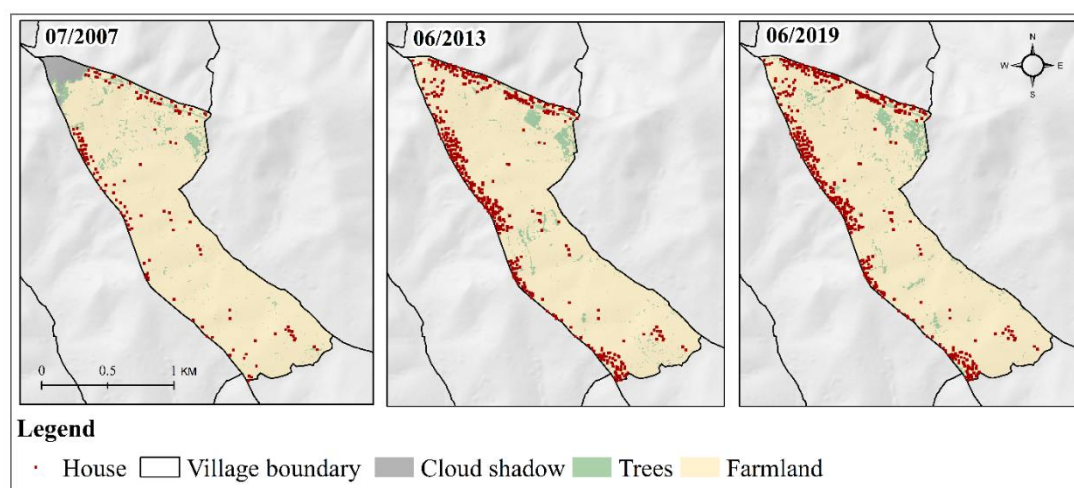 07/2007
06/2013
06/2019
N
W E
S
0 0.5 1 KM
Legend
House Village boundary Cloud shadow Trees Farmland